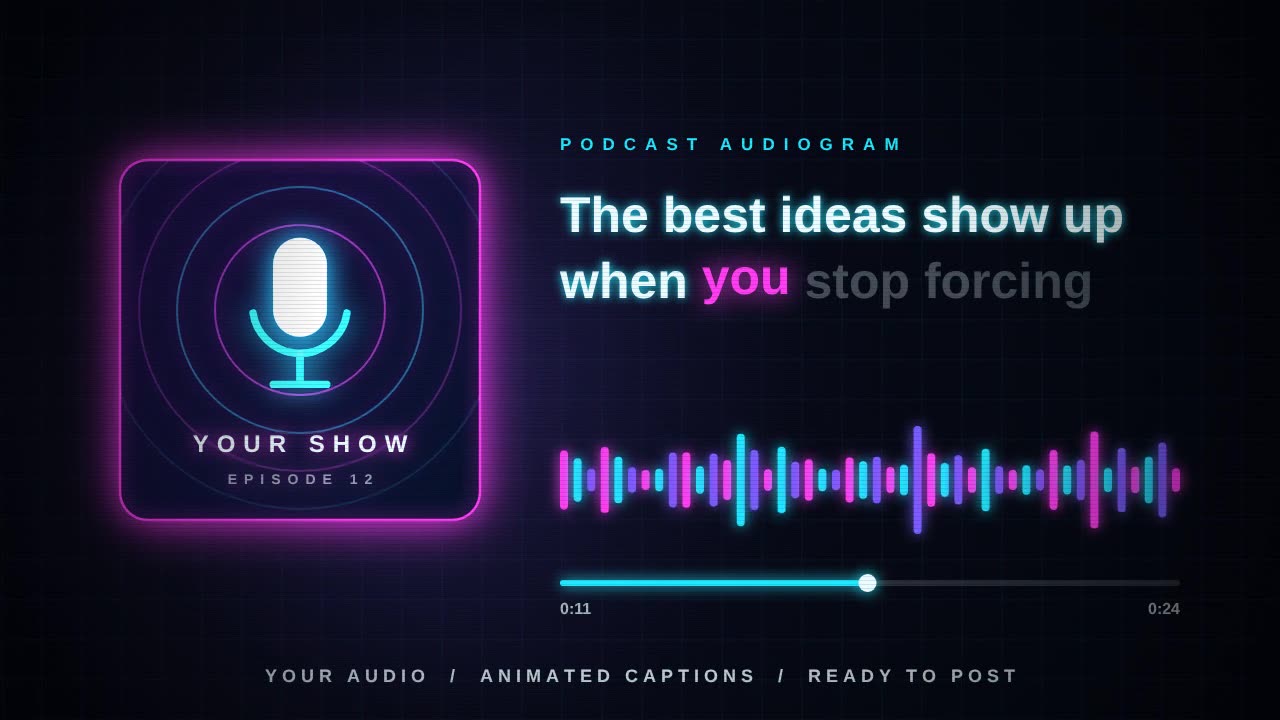 PODCAST AUDIOGRAM
The best ideas show up
when you stop forcing
YOUR SHOW
EPISODE 12
0:11
0:24
YOUR AUDIO / ANIMATED CAPTIONS / READY TO POST